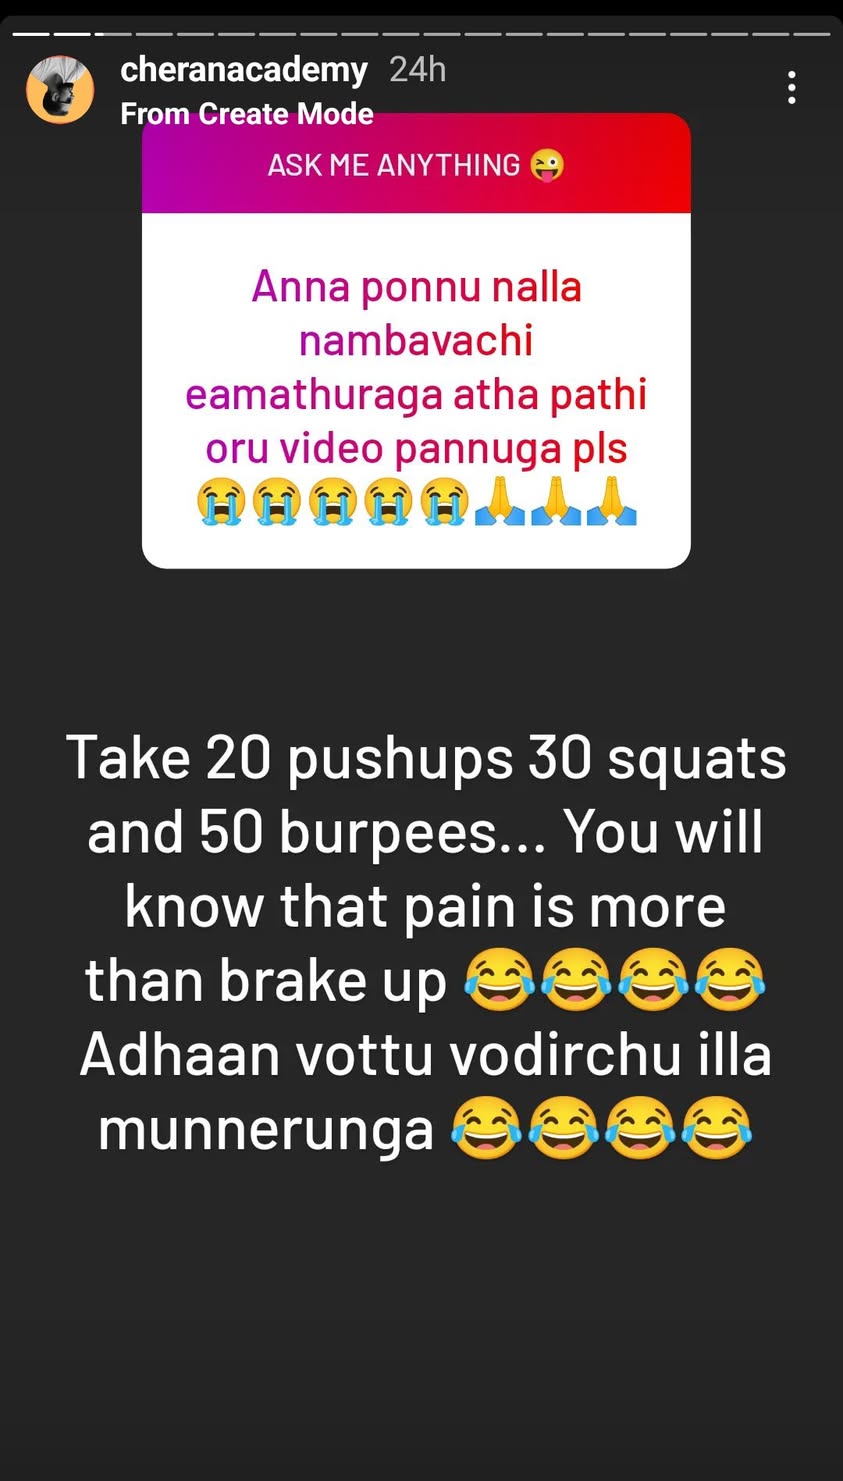 cheranacademy 24h
From Create Mode
ASK ME ANYTHING 😜
Anna ponnu nalla
nambavachi
eamathuraga atha pathi
oru video pannuga pls
😭😭😭😭😭🙏🙏🙏
Take 20 pushups 30 squats
and 50 burpees... You will
know that pain is more
than brake up 😂😂😂😂
Adhaan vottu vodirchu illa
munnerunga 😂😂😂😂